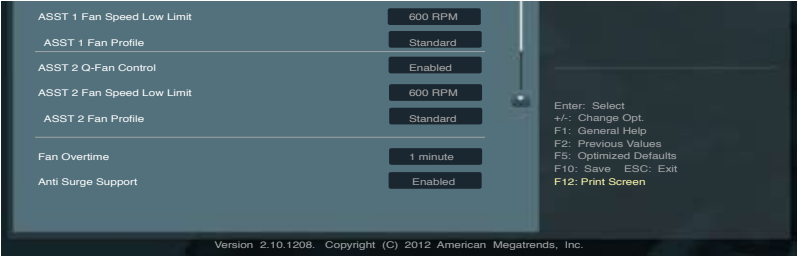 ASST 1 Fan Speed Low Limit 600 RPM
ASST 1 Fan Profile Standard
ASST 2 Q-Fan Control Enabled
ASST 2 Fan Speed Low Limit 600 RPM
ASST 2 Fan Profile Standard
Fan Overtime 1 minute
Anti Surge Support Enabled
Enter: Select
+/-: Change Opt.
F1: General Help
F2: Previous Values
F5: Optimized Defaults
F10: Save ESC: Exit
F12: Print Screen
Version 2.10.1208. Copyright (C) 2012 American Megatrends, Inc.